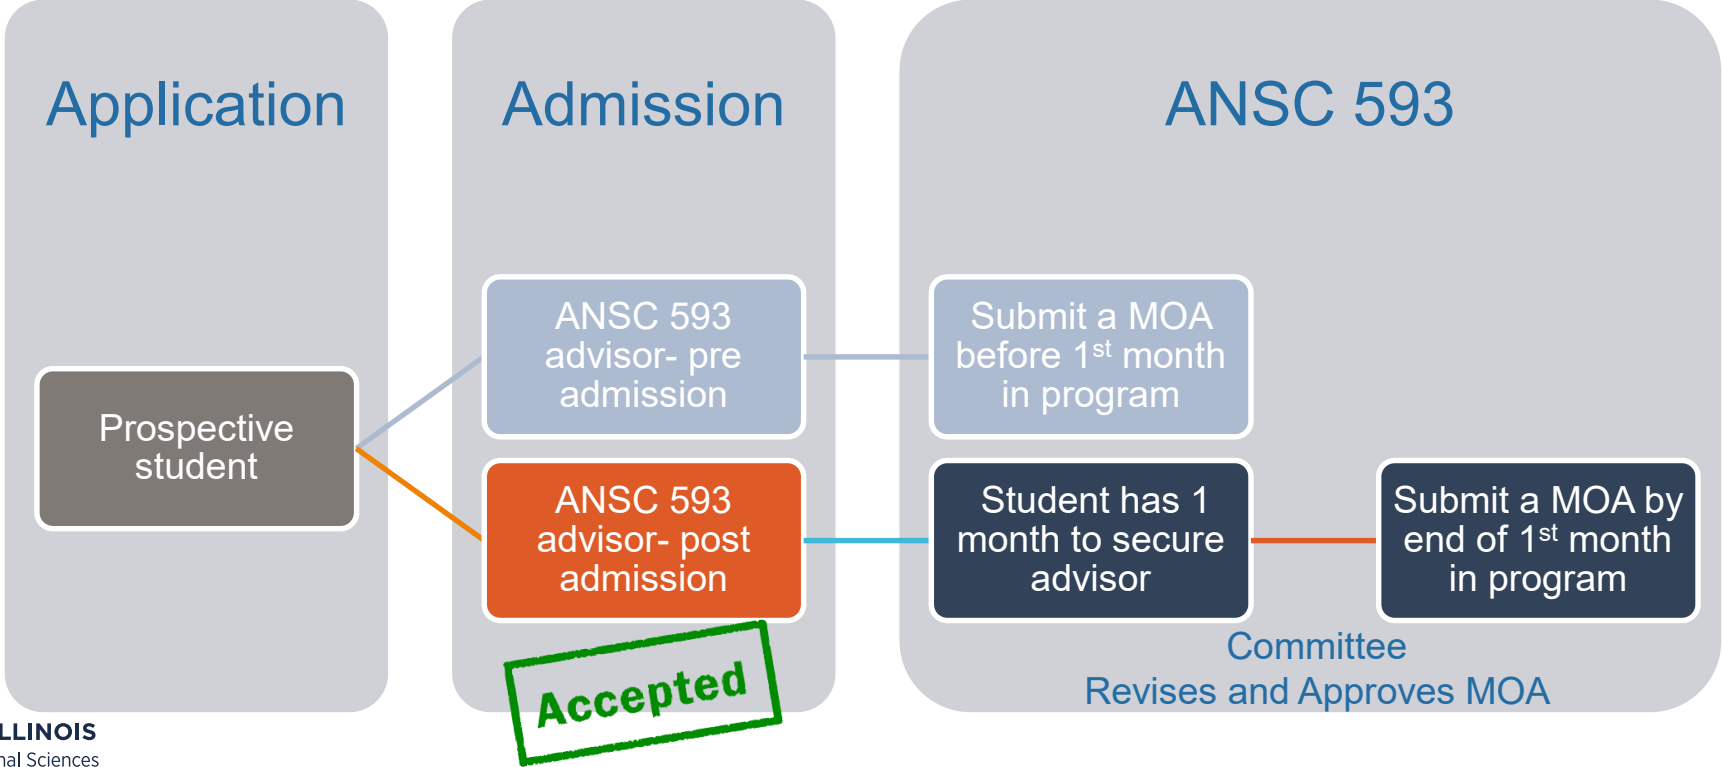 Application
Prospective
student
Admission
ANSC 593
advisor- pre
admission
ANSC 593
advisor- post
admission
Accepted
ANSC 593
Submit a MOA
before 1st month
in program
Student has 1
month to secure
advisor
Submit a MOA by
end of 1st month
in program
Committee
Revises and Approves MOA
LLINOIS
nal Sciences